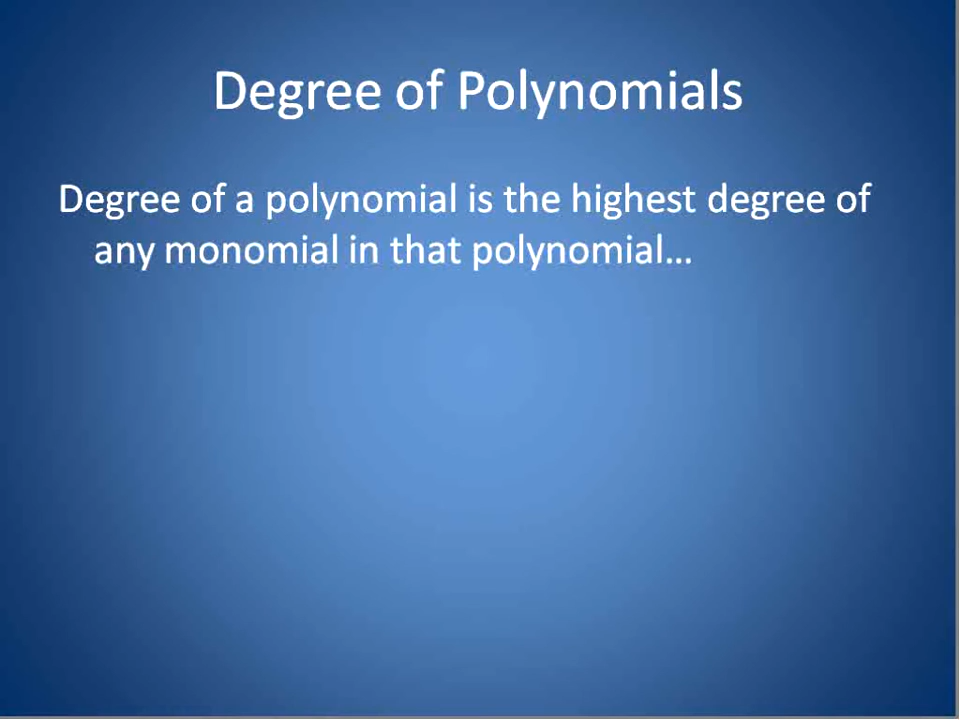 Degree of Polynomials
Degree of a polynomial is the highest degree of
any monomial in that polynomial...